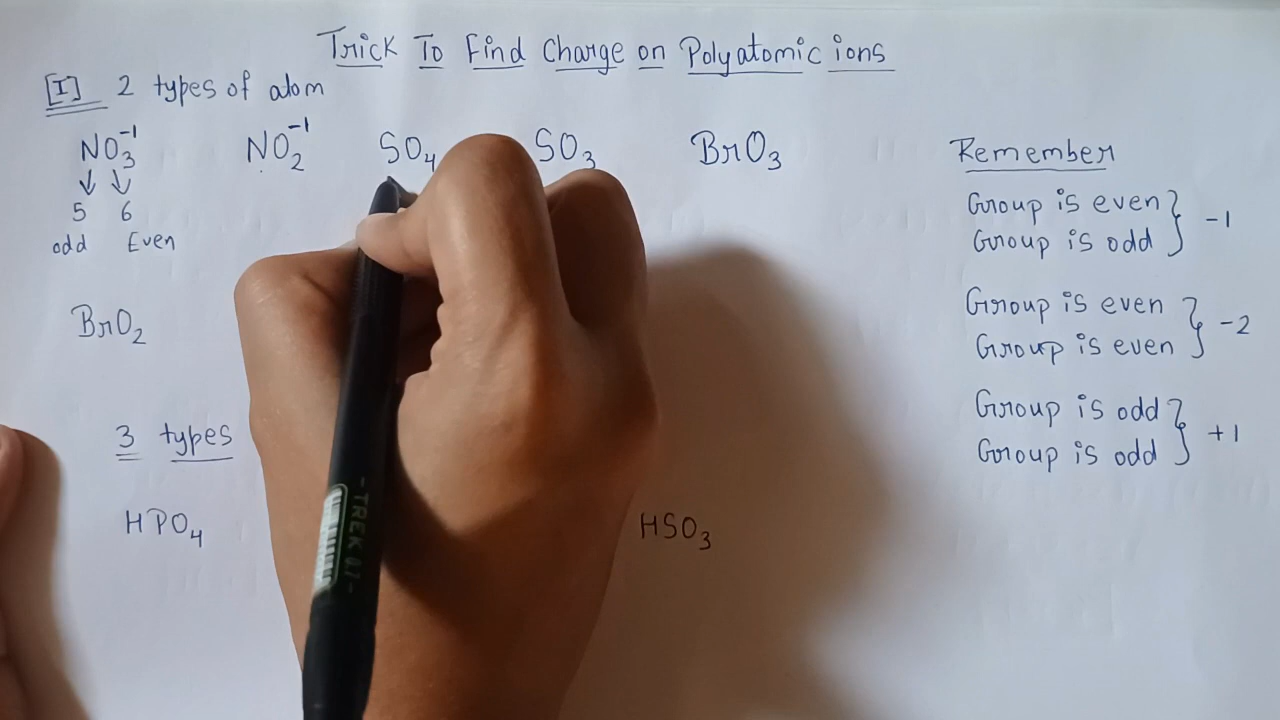 Trick To Find Charge on Polyatomic ions
[I] 2 types of atom
NO₃⁻¹ NO₂⁻¹ SO₄ SO₃ BrO₃
5 6
odd Even
BrO₂
3 types
HPO₄ HSO₃
Remember
Group is even } -1
Group is odd
Group is even } -2
Group is even
Group is odd } +1
Group is odd
-TREK 0.7-